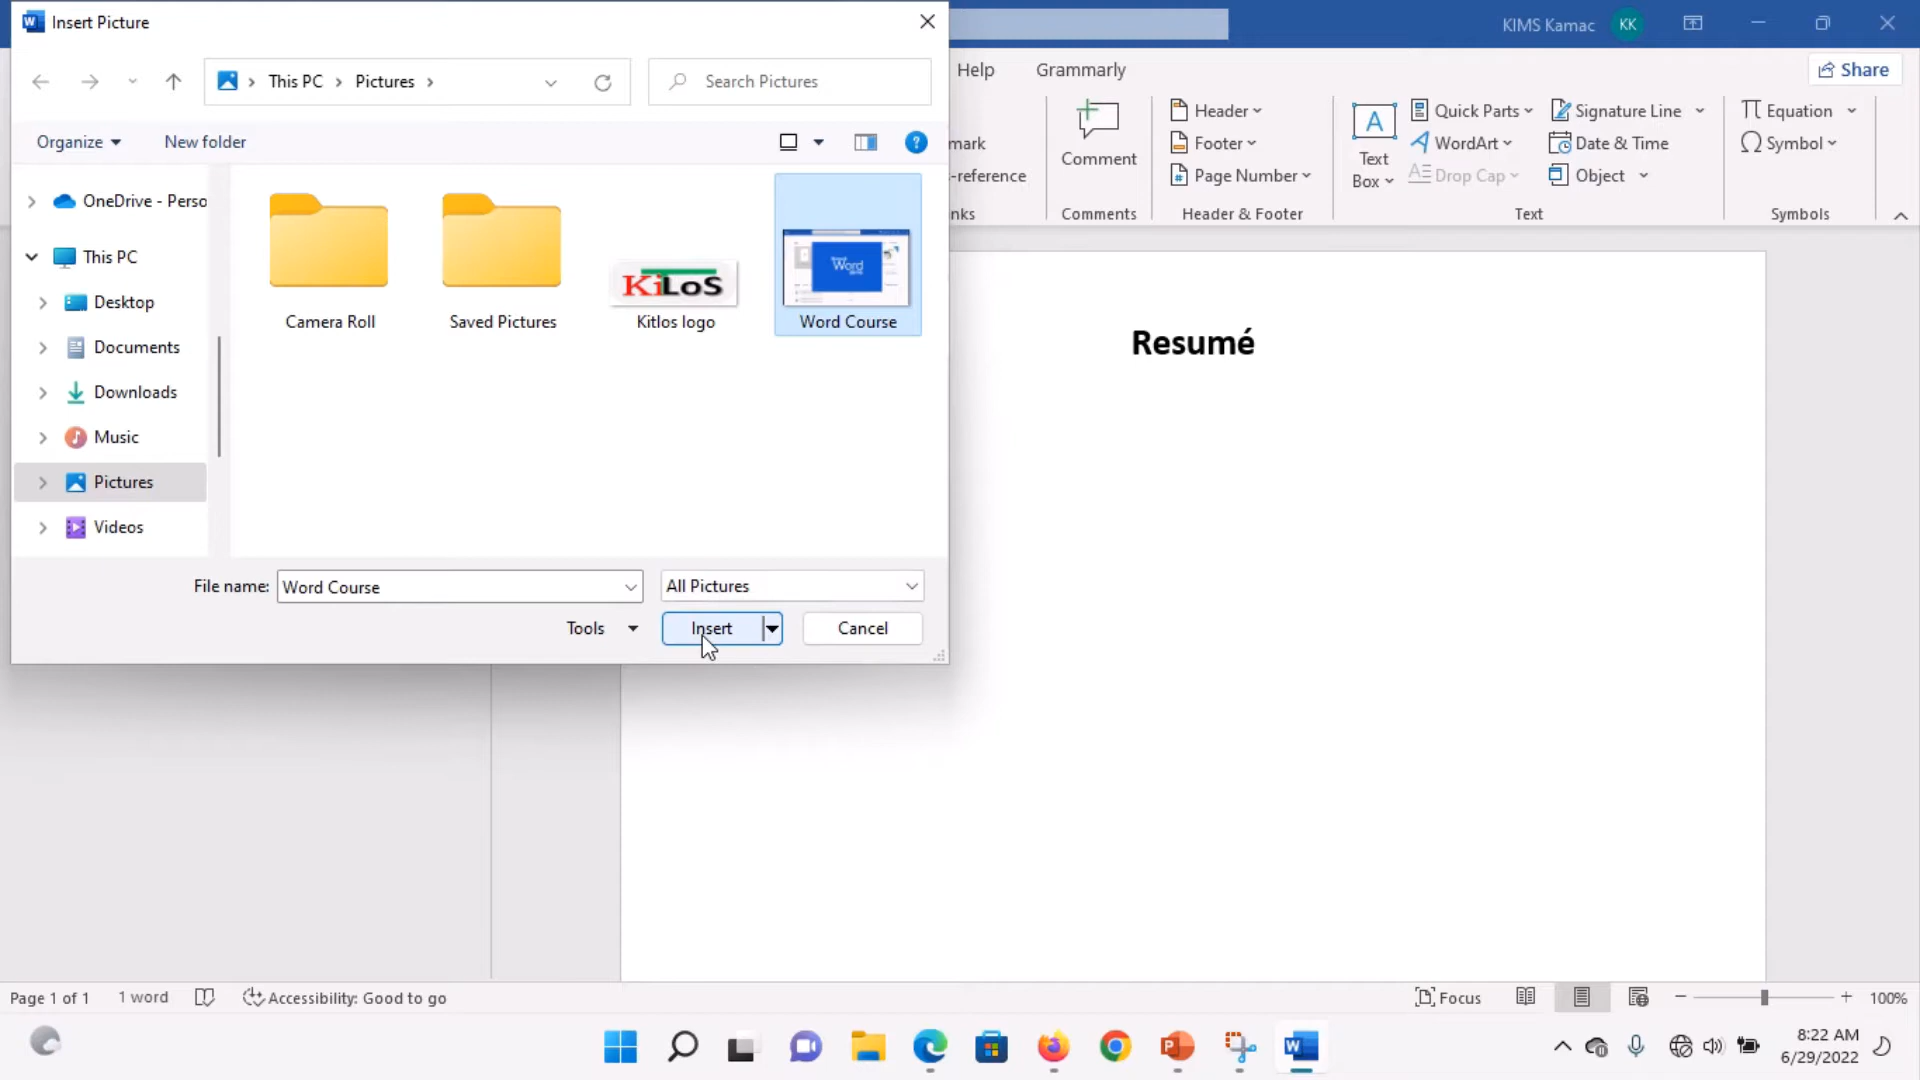 Insert Picture
KIMS Kamac
KK
This PC
Pictures
Search Pictures
Help
Grammarly
Share
Organize
New folder
mark
-reference
nks
Comment
Comments
Header
Footer
Page Number
Header & Footer
Text
Box
Quick Parts
WordArt
Drop Cap
Signature Line
Date & Time
Object
Text
Equation
Symbol
Symbols
OneDrive - Perso
This PC
Desktop
Documents
Downloads
Music
Pictures
Videos
Camera Roll
Saved Pictures
KiLoS
Kitlos logo
Word
Word Course
Resumé
File name:
Word Course
All Pictures
Tools
Insert
Cancel
Page 1 of 1
1 word
Accessibility: Good to go
Focus
100%
8:22 AM
6/29/2022